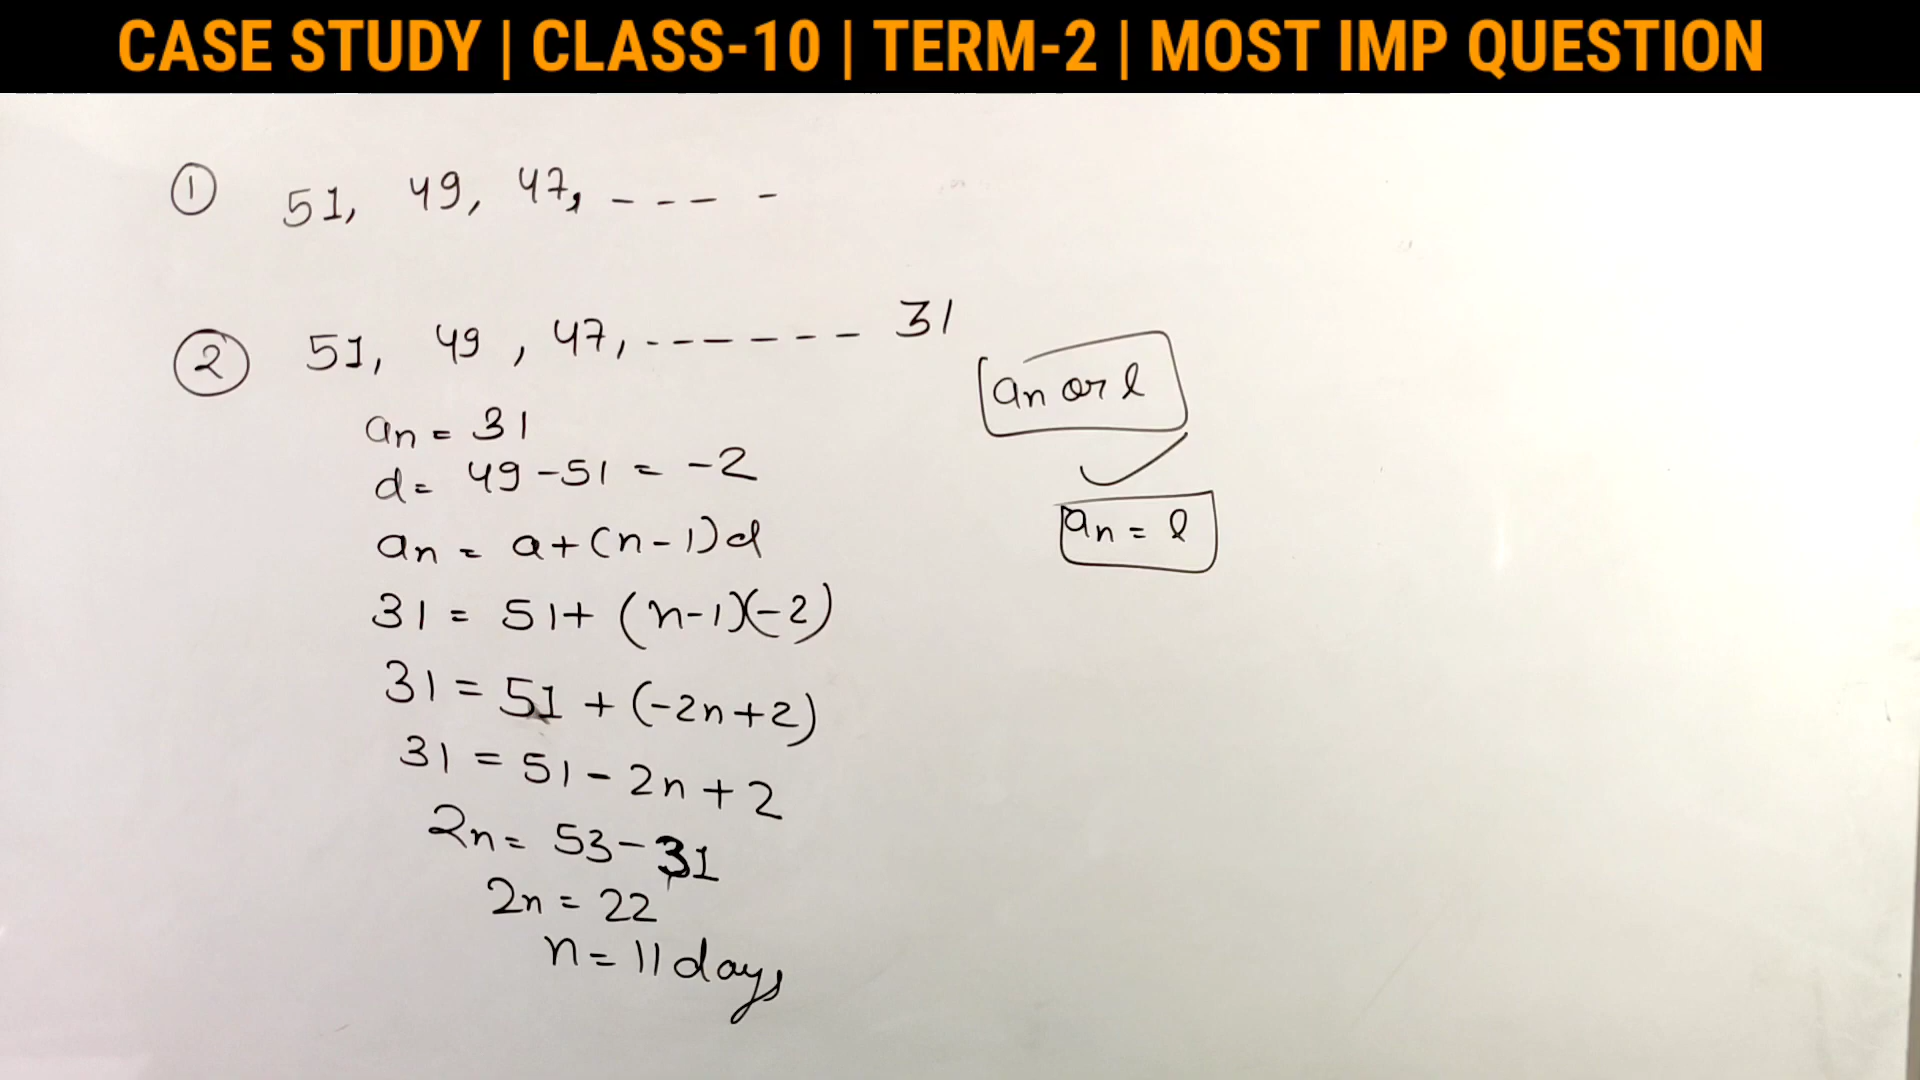 CASE STUDY | CLASS-10 | TERM-2 | MOST IMP QUESTION
① 51, 49, 47, - - - -
② 51, 49, 47, - - - - - - - 31
an = 31
d = 49 - 51 = -2
an = a + (n - 1)d
31 = 51 + (n-1)(-2)
31 = 51 + (-2n+2)
31 = 51 - 2n + 2
2n = 53 - 31
2n = 22
n = 11 days
an or l
an = l